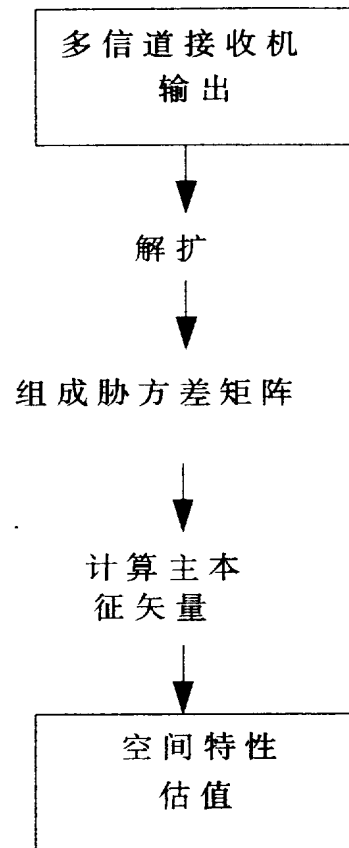 多信道接收机
输出
解扩
组成胁方差矩阵
计算主本
征矢量
空间特性
估值